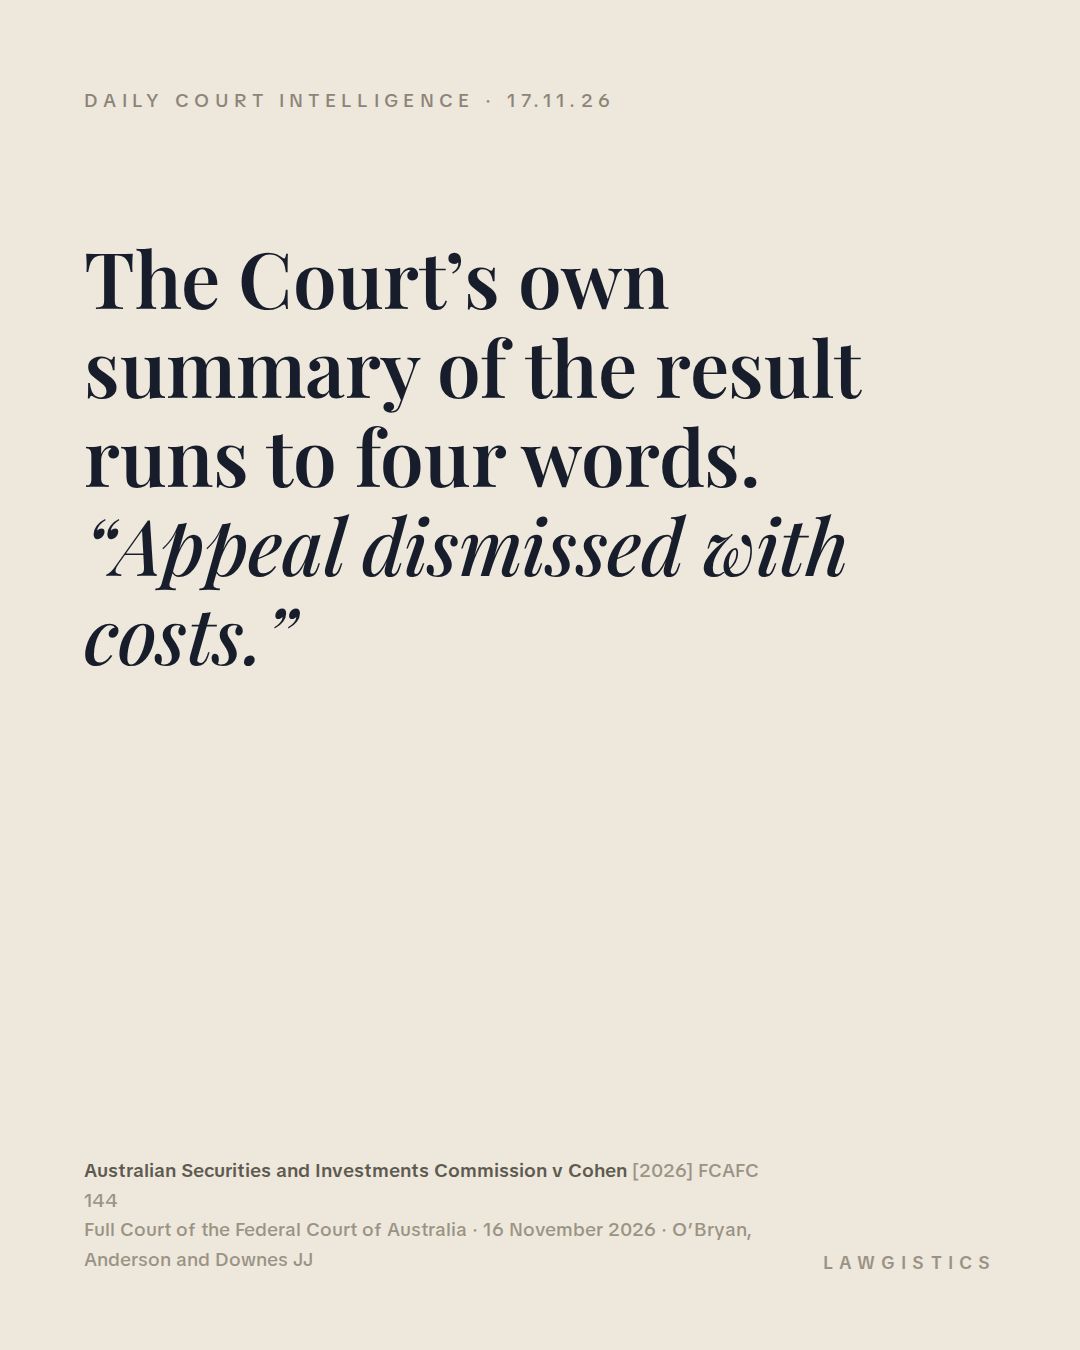 DAILY COURT INTELLIGENCE · 17.11.26
The Court’s own
summary of the result
runs to four words.
“Appeal dismissed with
costs.”
Australian Securities and Investments Commission v Cohen [2026] FCAFC
144
Full Court of the Federal Court of Australia · 16 November 2026 · O’Bryan,
Anderson and Downes JJ
LAWGISTICS